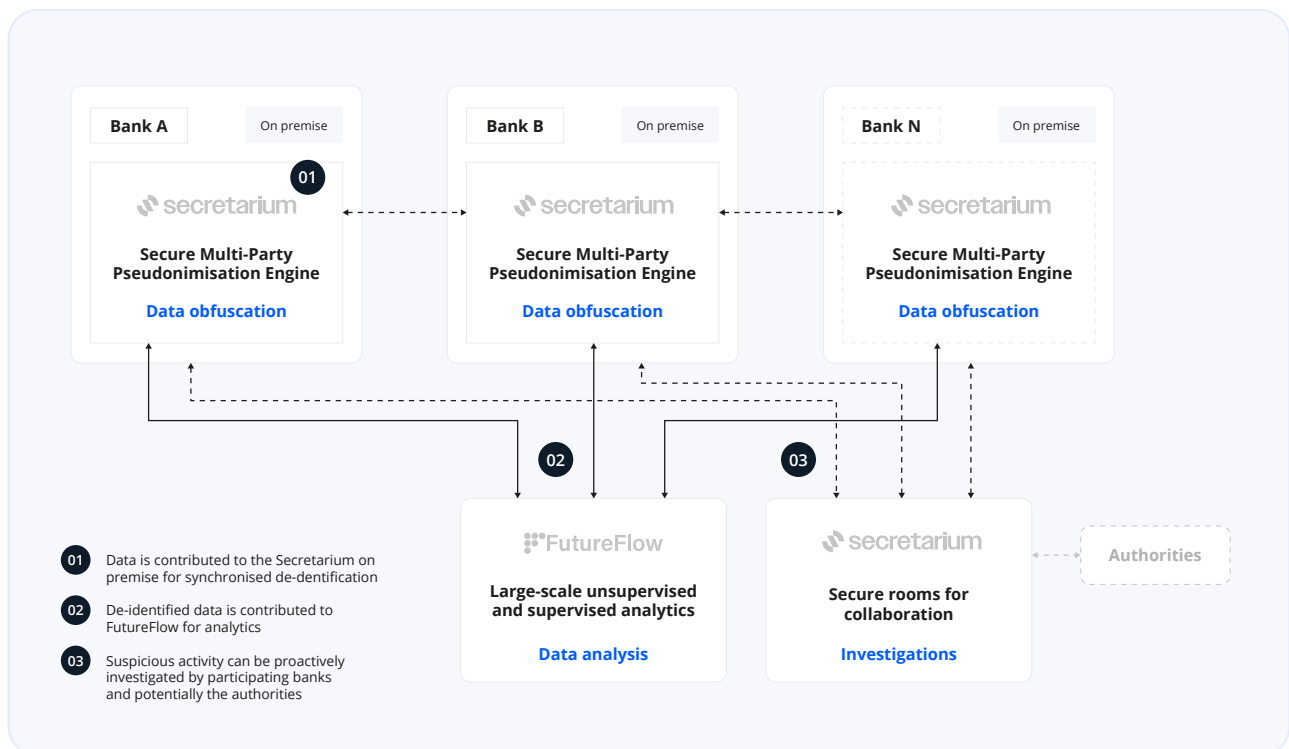 Bank A
On premise
01
secretarium
Secure Multi-Party
Pseudonimisation Engine
Data obfuscation
Bank B
On premise
secretarium
Secure Multi-Party
Pseudonimisation Engine
Data obfuscation
Bank N
On premise
secretarium
Secure Multi-Party
Pseudonimisation Engine
Data obfuscation
02
03
FutureFlow
Large-scale unsupervised
and supervised analytics
Data analysis
secretarium
Secure rooms for
collaboration
Investigations
Authorities
01
Data is contributed to the Secretarium on
premise for synchronised de-dentification
02
De-identified data is contributed to
FutureFlow for analytics
03
Suspicious activity can be proactively
investigated by participating banks
and potentially the authorities